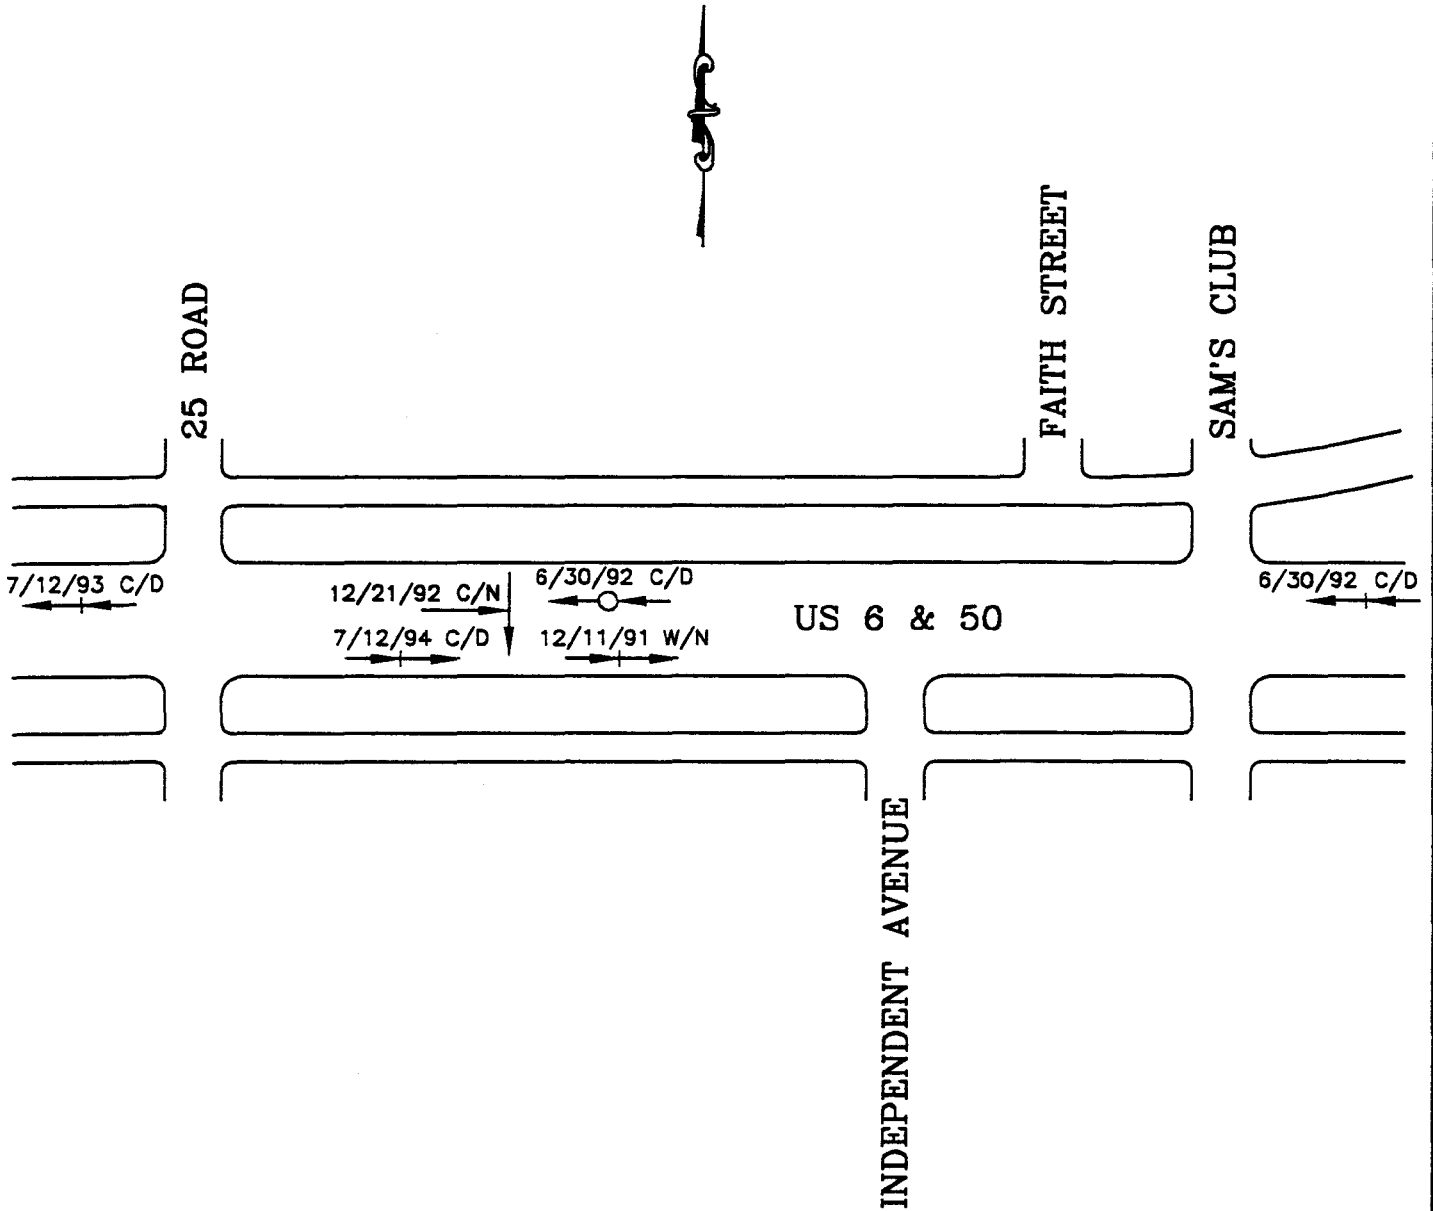 FAITH STREET
SAM'S CLUB
25 ROAD
7/12/93 C/D
12/21/92 C/N
6/30/92 C/D
6/30/92 C/D
US 6 & 50
7/12/94 C/D
12/11/91 W/N
INDEPENDENT AVENUE